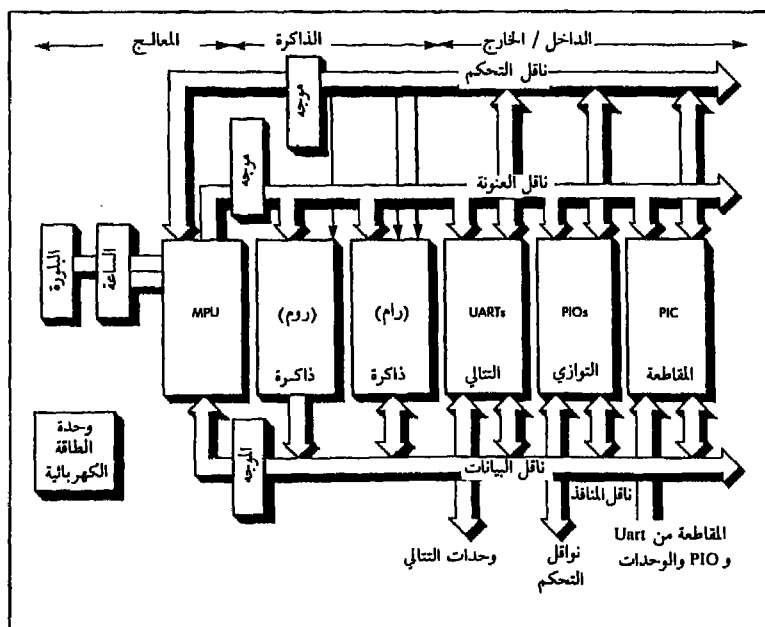 الداخل / الخارج
الذاكرة
المعالج
ناقل التحكم
موجه
موجه
ناقل العنونة
البلورة
الساعة
MPU
(روم)
ذاكرة
(رام)
ذاكرة
UARTs
التتالي
PIOs
التوازي
PIC
المقاطعة
وحدة
الطاقة
الكهربائية
الموجه
ناقل البيانات
ناقل المنافذ
وحدات التتالي
نواقل
التحكم
المقاطعة من Uart
و PIO والوحدات